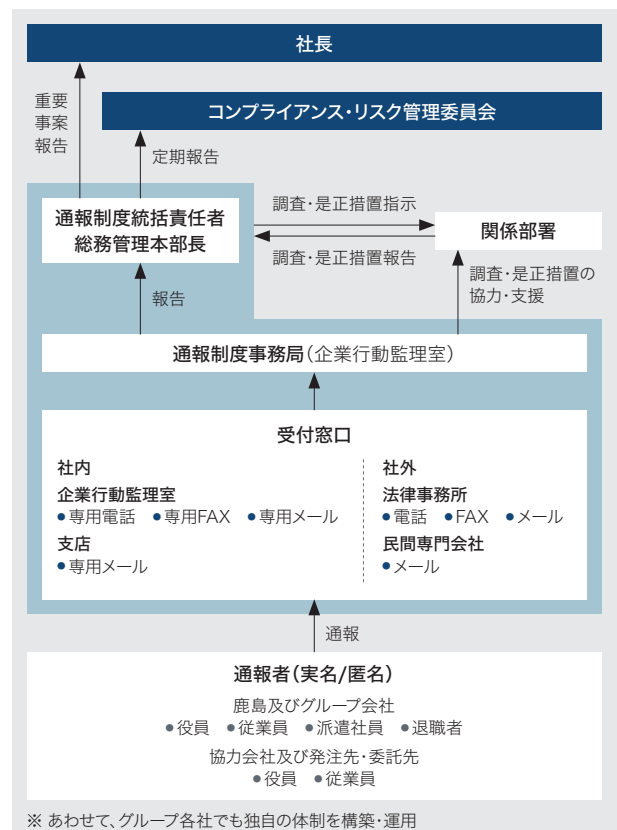 社長
重要
事案
報告
コンプライアンス・リスク管理委員会
定期報告
通報制度統括責任者
総務管理本部長
調査・是正措置指示
調査・是正措置報告
関係部署
報告
調査・是正措置の
協力・支援
通報制度事務局（企業行動監理室）
受付窓口
社内
企業行動監理室
●専用電話 ●専用FAX ●専用メール
支店
●専用メール
社外
法律事務所
●電話 ●FAX ●メール
民間専門会社
●メール
通報
通報者（実名/匿名）
鹿島及びグループ会社
●役員 ●従業員 ●派遣社員 ●退職者
協力会社及び発注先・委託先
●役員 ●従業員
※ あわせて、グループ各社でも独自の体制を構築・運用